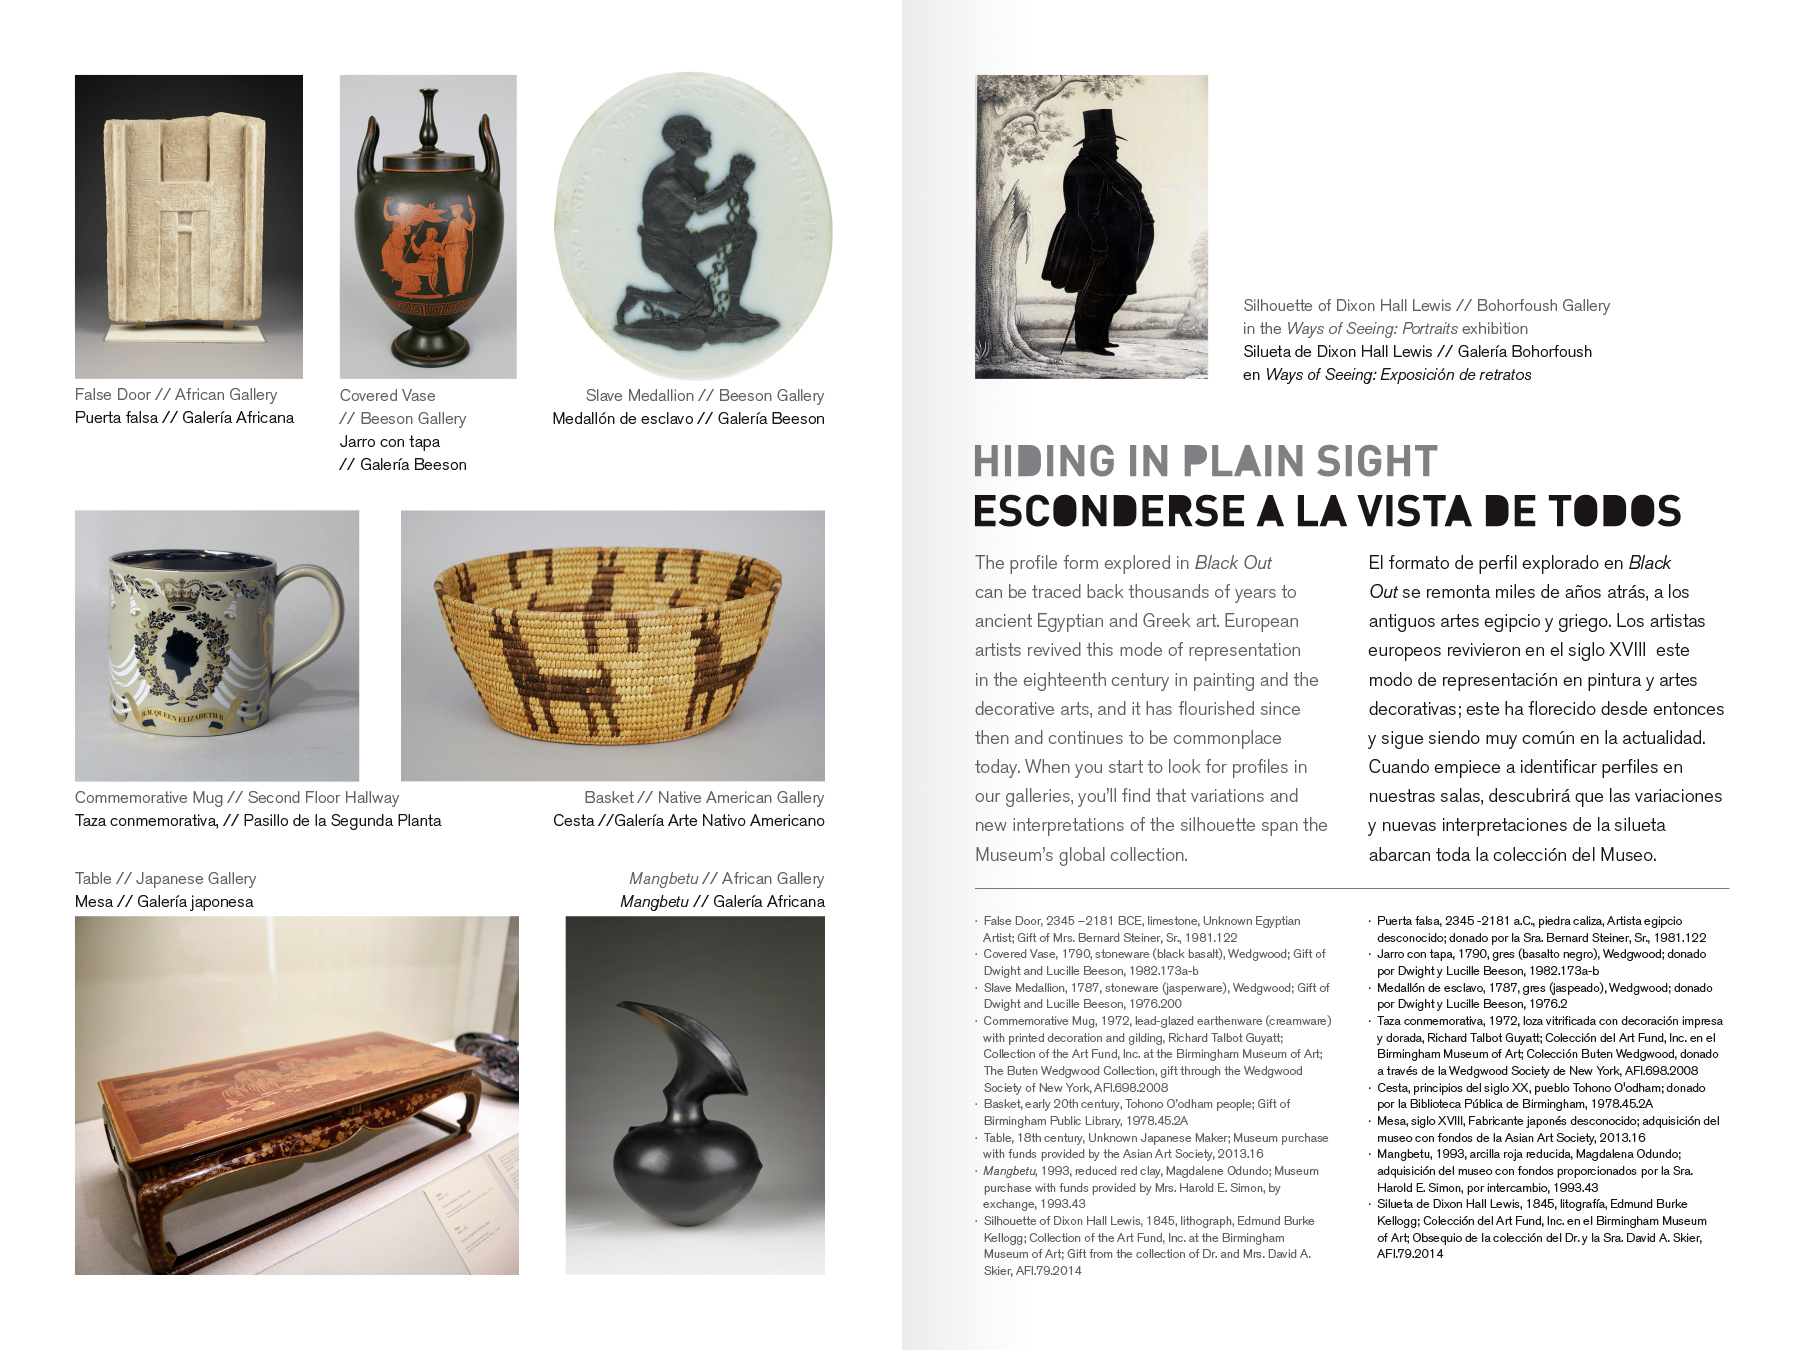 False Door // African Gallery
Puerta falsa // Galería Africana
Covered Vase
// Beeson Gallery
Jarro con tapa
// Galería Beeson
Slave Medallion // Beeson Gallery
Medallón de esclavo // Galería Beeson
H.M. QUEEN ELIZABETH II
Commemorative Mug // Second Floor Hallway
Taza conmemorativa, // Pasillo de la Segunda Planta
Basket // Native American Gallery
Cesta //Galería Arte Nativo Americano
Table // Japanese Gallery
Mesa // Galería japonesa
Mangbetu // African Gallery
Mangbetu // Galería Africana
Silhouette of Dixon Hall Lewis // Bohorfoush Gallery
in the Ways of Seeing: Portraits exhibition
Silueta de Dixon Hall Lewis // Galería Bohorfoush
en Ways of Seeing: Exposición de retratos
HIDING IN PLAIN SIGHT
ESCONDERSE A LA VISTA DE TODOS
The profile form explored in Black Out
can be traced back thousands of years to
ancient Egyptian and Greek art. European
artists revived this mode of representation
in the eighteenth century in painting and the
decorative arts, and it has flourished since
then and continues to be commonplace
today. When you start to look for profiles in
our galleries, you'll find that variations and
new interpretations of the silhouette span the
Museum's global collection.
El formato de perfil explorado en Black
Out se remonta miles de años atrás, a los
antiguos artes egipcio y griego. Los artistas
europeos revivieron en el siglo XVIII este
modo de representación en pintura y artes
decorativas; este ha florecido desde entonces
y sigue siendo muy común en la actualidad.
Cuando empiece a identificar perfiles en
nuestras salas, descubrirá que las variaciones
y nuevas interpretaciones de la silueta
abarcan toda la colección del Museo.
· False Door, 2345 –2181 BCE, limestone, Unknown Egyptian
Artist; Gift of Mrs. Bernard Steiner, Sr., 1981.122
· Covered Vase, 1790, stoneware (black basalt), Wedgwood; Gift of
Dwight and Lucille Beeson, 1982.173a-b
· Slave Medallion, 1787, stoneware (jasperware), Wedgwood; Gift of
Dwight and Lucille Beeson, 1976.200
· Commemorative Mug, 1972, lead-glazed earthenware (creamware)
with printed decoration and gilding, Richard Talbot Guyatt;
Collection of the Art Fund, Inc. at the Birmingham Museum of Art;
The Buten Wedgwood Collection, gift through the Wedgwood
Society of New York, AFI.698.2008
· Basket, early 20th century, Tohono O'odham people; Gift of
Birmingham Public Library, 1978.45.2A
· Table, 18th century, Unknown Japanese Maker; Museum purchase
with funds provided by the Asian Art Society, 2013.16
· Mangbetu, 1993, reduced red clay, Magdalene Odundo; Museum
purchase with funds provided by Mrs. Harold E. Simon, by
exchange, 1993.43
· Silhouette of Dixon Hall Lewis, 1845, lithograph, Edmund Burke
Kellogg; Collection of the Art Fund, Inc. at the Birmingham
Museum of Art; Gift from the collection of Dr. and Mrs. David A.
Skier, AFI.79.2014
· Puerta falsa, 2345 -2181 a.C., piedra caliza, Artista egipcio
desconocido; donado por la Sra. Bernard Steiner, Sr., 1981.122
· Jarro con tapa, 1790, gres (basalto negro), Wedgwood; donado
por Dwight y Lucille Beeson, 1982.173a-b
· Medallón de esclavo, 1787, gres (jaspeado), Wedgwood; donado
por Dwight y Lucille Beeson, 1976.2
· Taza conmemorativa, 1972, loza vitrificada con decoración impresa
y dorada, Richard Talbot Guyatt; Colección del Art Fund, Inc. en el
Birmingham Museum of Art; Colección Buten Wedgwood, donado
a través de la Wedgwood Society de New York, AFI.698.2008
· Cesta, principios del siglo XX, pueblo Tohono O'odham; donado
por la Biblioteca Pública de Birmingham, 1978.45.2A
· Mesa, siglo XVIII, Fabricante japonés desconocido; adquisición del
museo con fondos de la Asian Art Society, 2013.16
· Mangbetu, 1993, arcilla roja reducida, Magdalena Odundo;
adquisición del museo con fondos proporcionados por la Sra.
Harold E. Simon, por intercambio, 1993.43
· Silueta de Dixon Hall Lewis, 1845, litografía, Edmund Burke
Kellogg; Colección del Art Fund, Inc. en el Birmingham Museum
of Art; Obsequio de la colección del Dr. y la Sra. David A. Skier,
AFI.79.2014